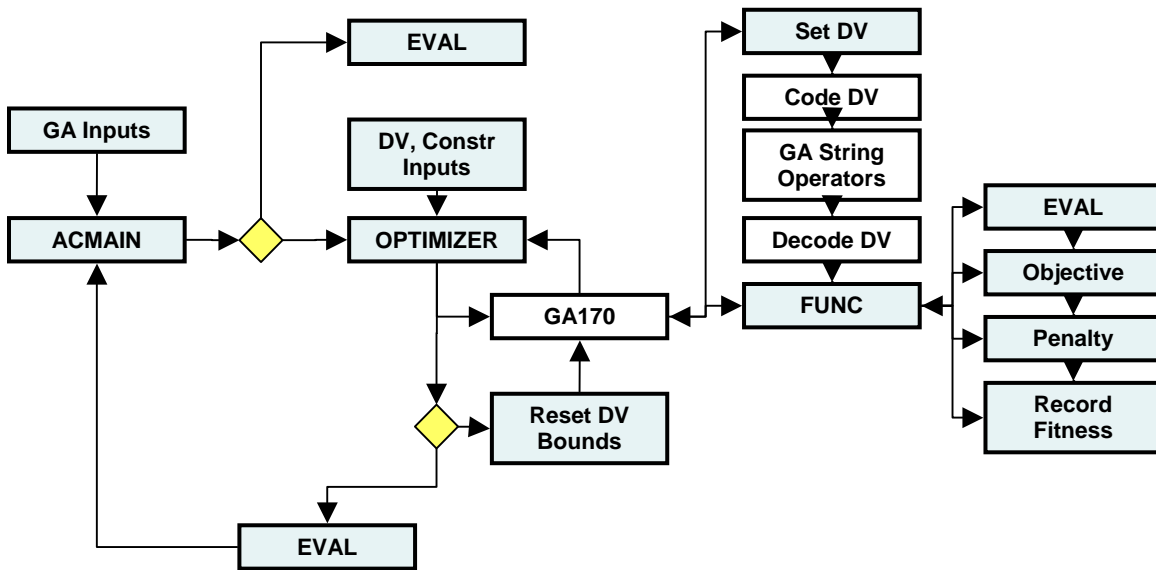 EVAL
GA Inputs
DV, Constr
Inputs
ACMAIN
OPTIMIZER
GA170
Reset DV
Bounds
EVAL
Set DV
Code DV
GA String
Operators
Decode DV
FUNC
EVAL
Objective
Penalty
Record
Fitness